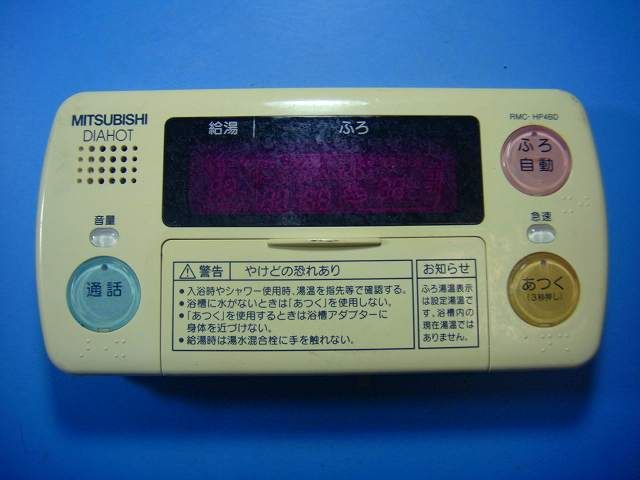 MITSUBISHI
DIAHOT
給湯 ふろ
RMC-HP4BD
ふろ
自動
音量
急速
通話
あつく
(3秒押し)
警告 やけどの恐れあり
●入浴時やシャワー使用時、湯温を指先等で確認する。
●浴槽に水がないときは「あつく」を使用しない。
●「あつく」を使用するときは浴槽アダプターに
身体を近づけない。
●給湯時は湯水混合栓に手を触れない。
お知らせ
ふろ湯温表示
は設定湯温で
す。浴槽内の
現在湯温では
ありません。